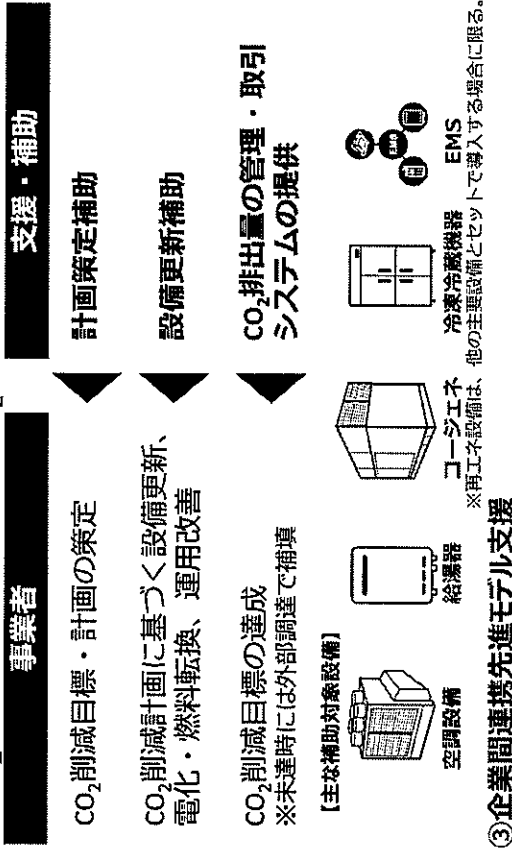 事業者
支援・補助
CO₂削減目標・計画の策定
計画策定補助
CO₂削減計画に基づく設備更新、
電化・燃料転換、運用改善
設備更新補助
CO₂削減目標の達成
※未達時には外部調達で補填
CO₂排出量の管理・取引
システムの提供
【主な補助対象設備】
空調設備
給湯器
コージェネ
冷凍冷蔵機器
EMS
EMS
※再エネ設備は、他の主要設備とセットで導入する場合に限る。
③企業間連携先進モデル支援